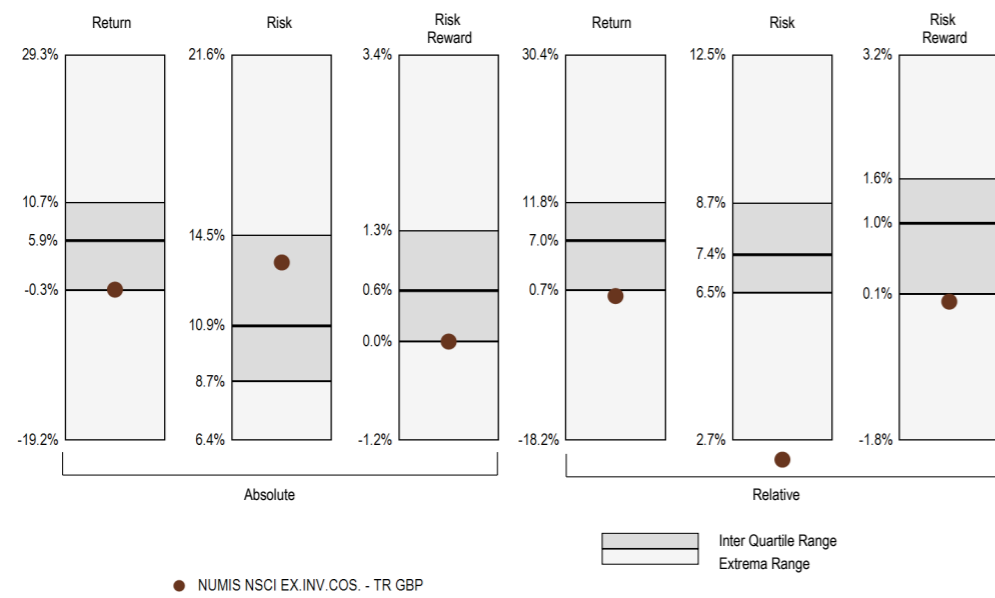 Return
Risk
Risk
Reward
Return
Risk
Risk
Reward
29.3%
21.6%
3.4%
30.4%
12.5%
3.2%
10.7%
14.5%
1.3%
11.8%
8.7%
1.6%
5.9%
10.9%
0.6%
7.0%
7.4%
1.0%
-0.3%
8.7%
0.0%
0.7%
6.5%
0.1%
-19.2%
6.4%
-1.2%
-18.2%
2.7%
-1.8%
Absolute
Relative
Inter Quartile Range
Extrema Range
NUMIS NSCI EX.INV.COS. - TR GBP